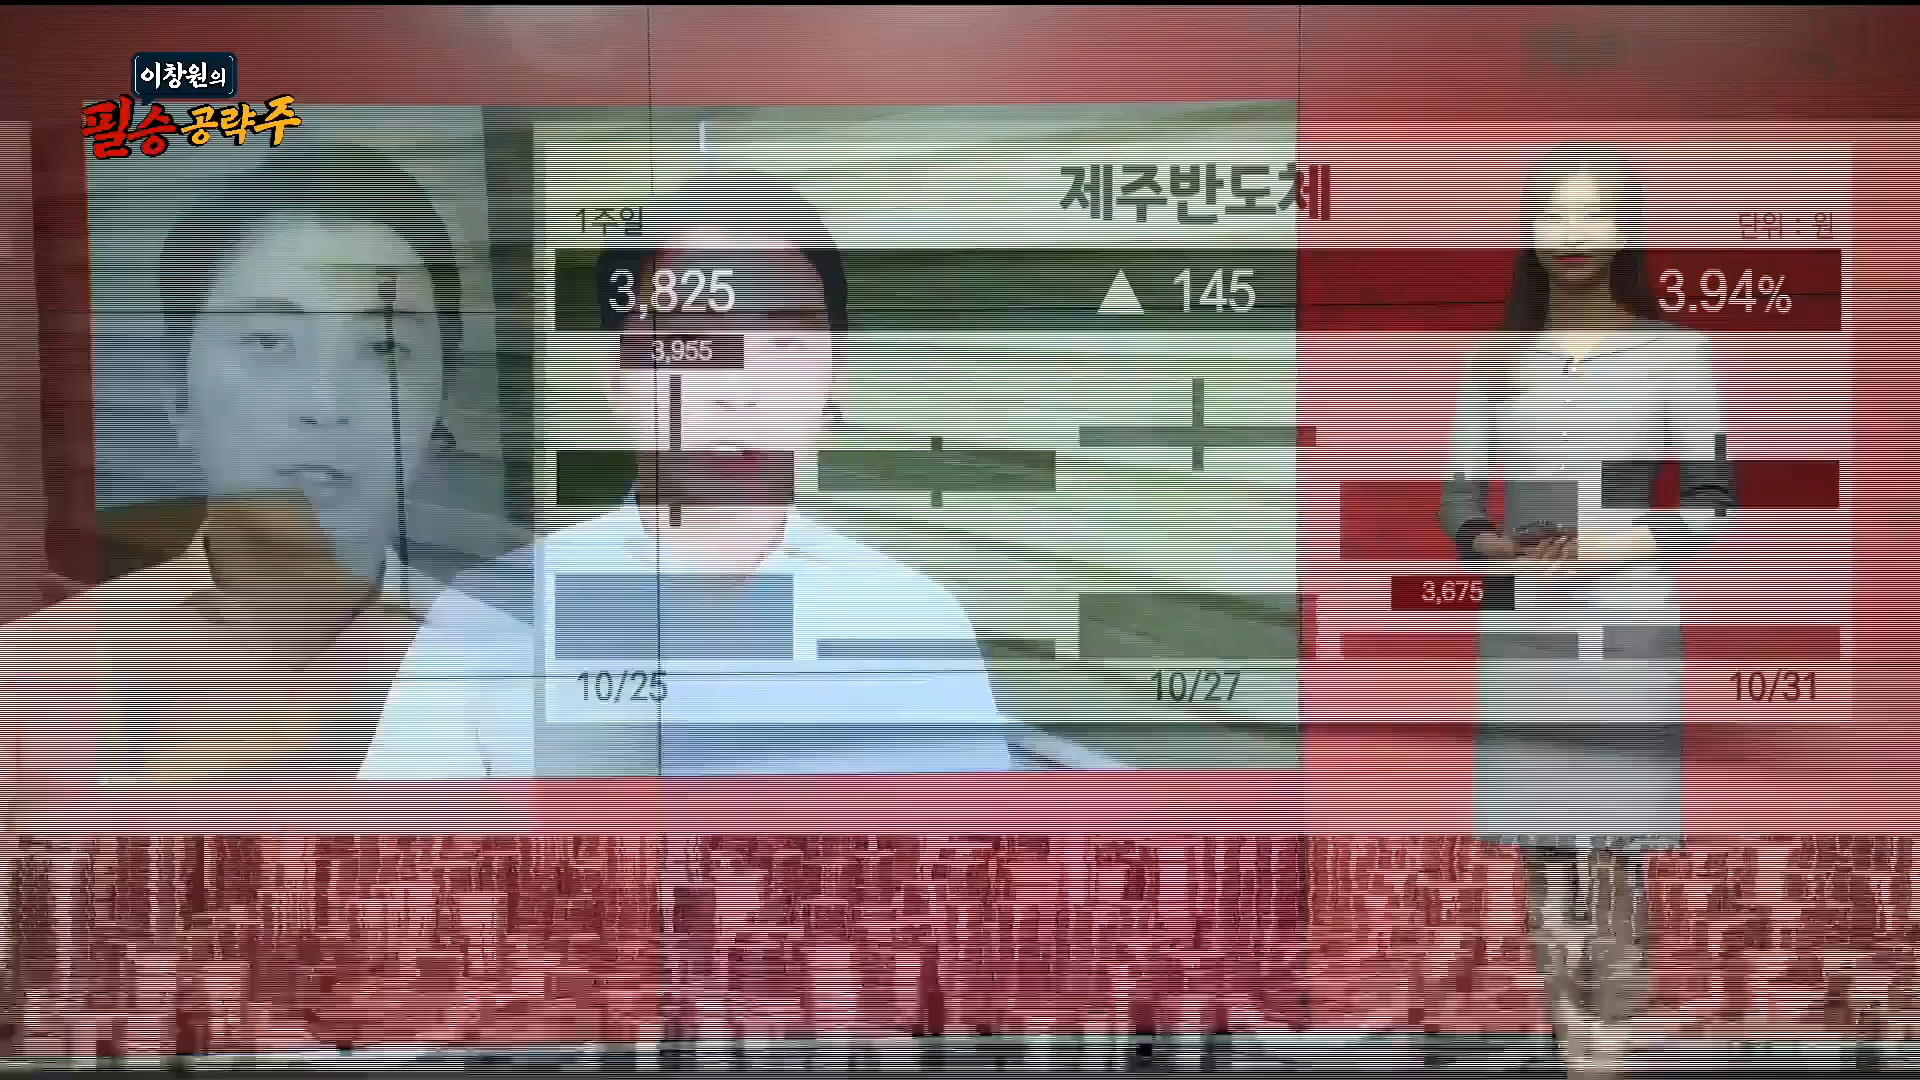 이창원의
필승 공략주
제주반도체
1주일
단위 : 원
3,825 ▲ 145 3.94%
3,955
3,675
10/25 10/27 10/31